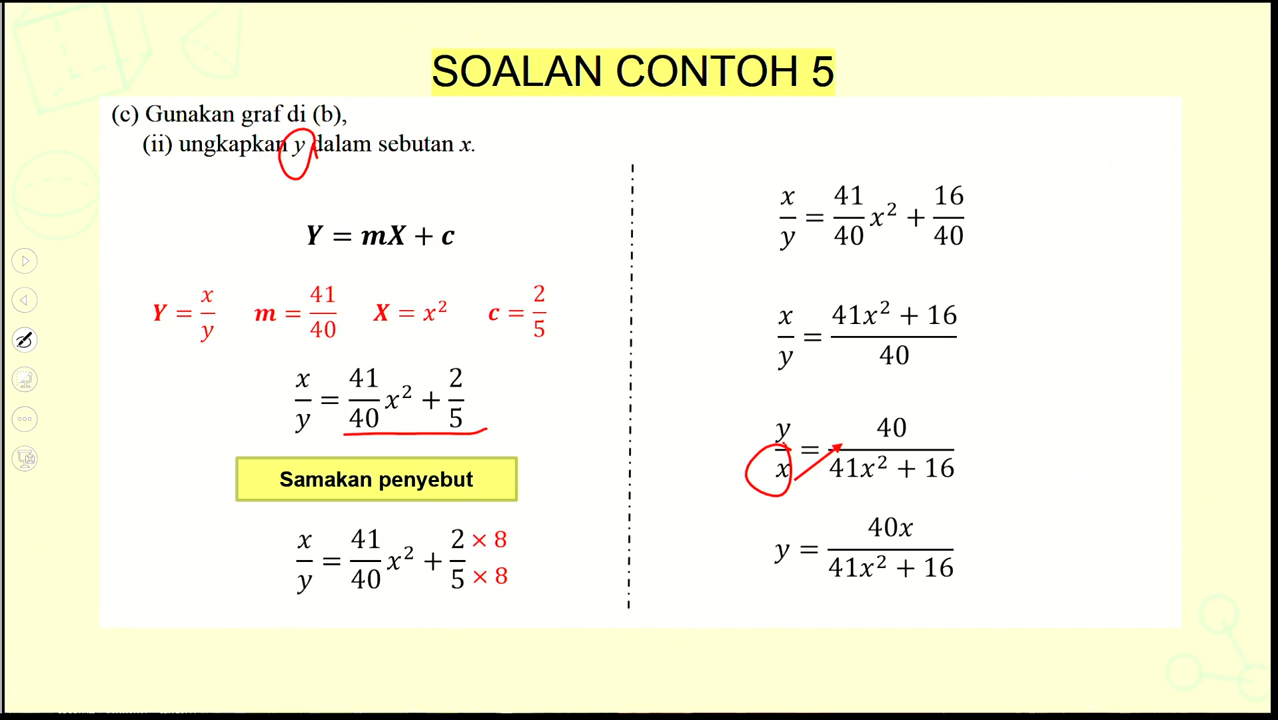 SOALAN CONTOH 5
(c) Gunakan graf di (b),
(ii) ungkapkan y dalam sebutan x.
Y = mX + c
Y = x/y m = 41/40 X = x² c = 2/5
x/y = 41/40 x² + 2/5
Samakan penyebut
x/y = 41/40 x² + 2 × 8/5 × 8
x/y = 41/40 x² + 16/40
x/y = 41x² + 16/40
y/x = 40/41x² + 16
y = 40x/41x² + 16